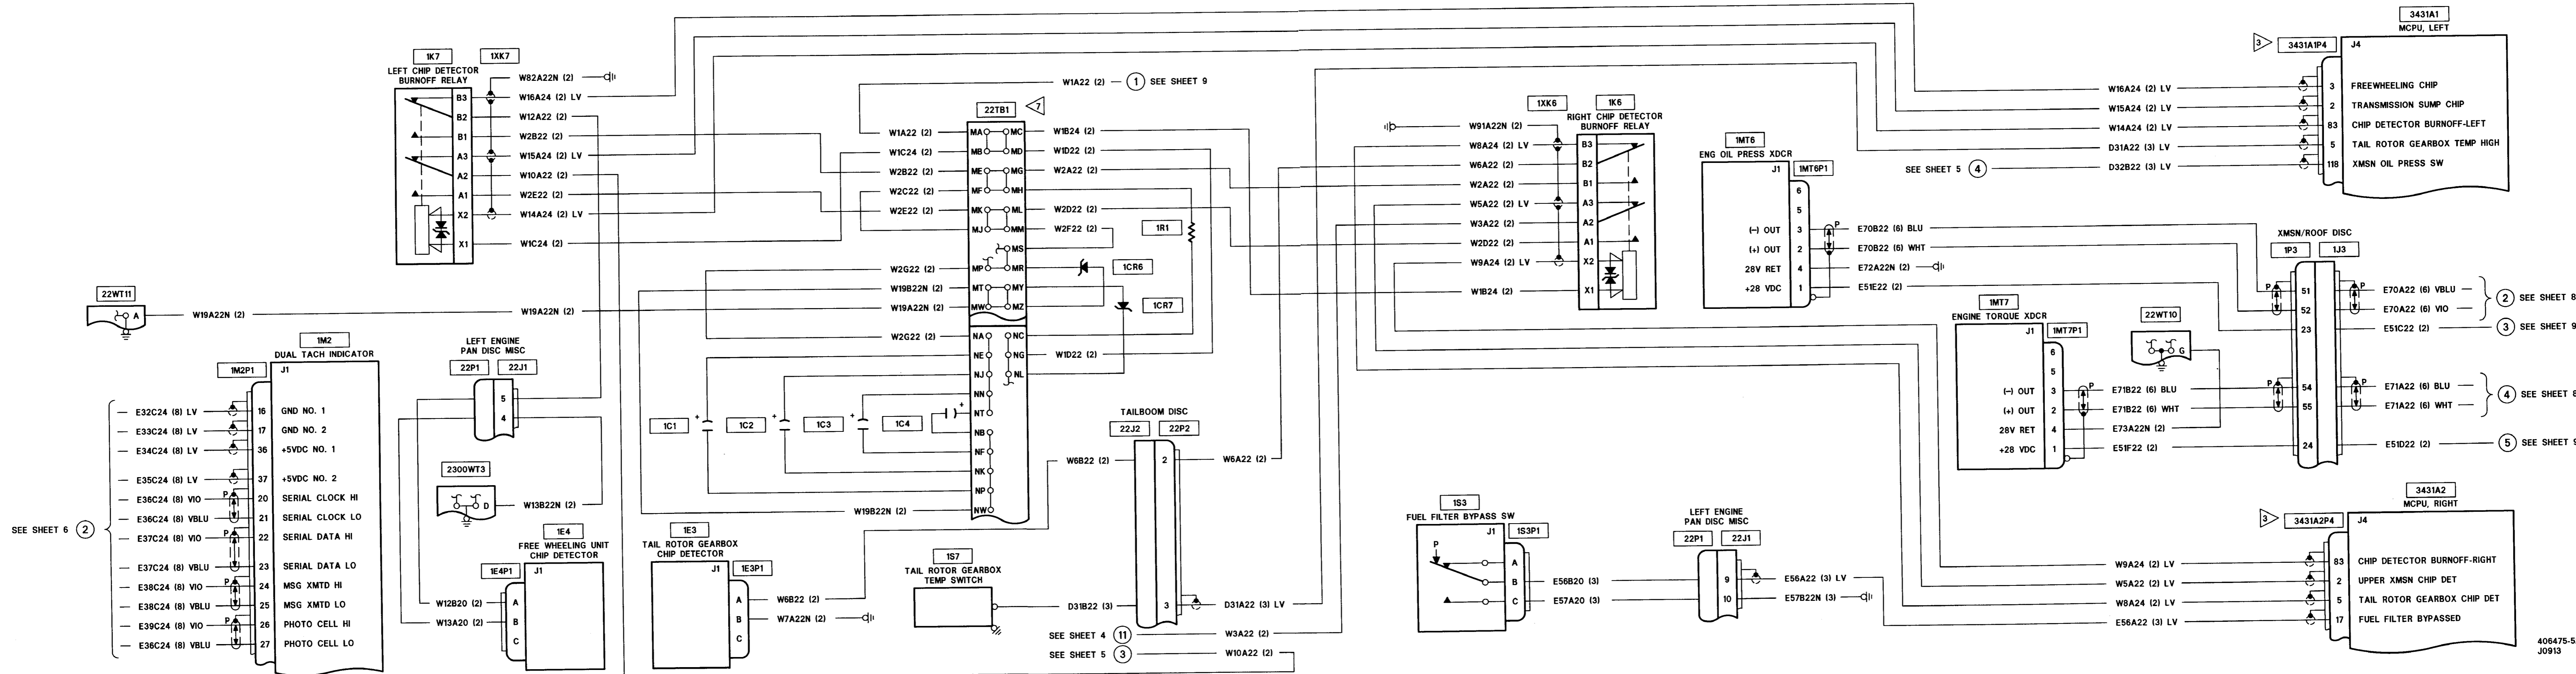 1K7
1XK7
LEFT CHIP DETECTOR
BURNOFF RELAY
B3
B2
B1
A3
A2
A1
X2
X1
W82A22N (2)
W16A24 (2) LV
W12A22 (2)
W2B22 (2)
W15A24 (2) LV
W10A22 (2)
W2E22 (2)
W14A24 (2) LV
W1C24 (2)
22WT11
A
W19A22N (2)
W19A22N (2)
1M2
DUAL TACH INDICATOR
1M2P1
J1
E32C24 (8) LV 16 GND NO. 1
E33C24 (8) LV 17 GND NO. 2
E34C24 (8) LV 36 +5VDC NO. 1
E35C24 (8) LV 37 +5VDC NO. 2
E36C24 (8) VIO P 20 SERIAL CLOCK HI
E36C24 (8) VBLU 21 SERIAL CLOCK LO
E37C24 (8) VIO P 22 SERIAL DATA HI
E37C24 (8) VBLU 23 SERIAL DATA LO
E38C24 (8) VIO P 24 MSG XMTD HI
E38C24 (8) VBLU 25 MSG XMTD LO
E39C24 (8) VIO P 26 PHOTO CELL HI
E36C24 (8) VBLU 27 PHOTO CELL LO
SEE SHEET 6 2
LEFT ENGINE
PAN DISC MISC
22P1
22J1
5
4
2300WT3
D
W13B22N (2)
1E4
FREE WHEELING UNIT
CHIP DETECTOR
1E4P1
J1
W12B20 (2) A
W13A20 (2) B
C
1E3
TAIL ROTOR GEARBOX
CHIP DETECTOR
J1
1E3P1
A W6B22 (2)
B W7A22N (2)
C
W1A22 (2) 1 SEE SHEET 9
22TB1
7
W1A22 (2) MA MC W1B24 (2)
W1C24 (2) MB MD W1D22 (2)
W2B22 (2) ME MG W2A22 (2)
W2C22 (2) MF MH
W2E22 (2) MK ML W2D22 (2)
MJ MM W2F22 (2)
MS
W2G22 (2) MP MR
W19B22N (2) MT MY
W19A22N (2) MW MZ
W2G22 (2) NA NC
NE NG W1D22 (2)
NJ NL
NN
NT
NB
NF
NK
NP
W19B22N (2) NW
1R1
1CR6
1CR7
1C1
+
1C2
+
1C3
+
1C4
+
TAILBOOM DISC
22J2
22P2
W6B22 (2) 2 W6A22 (2)
D31B22 (3) 3 D31A22 (3) LV
1S7
TAIL ROTOR GEARBOX
TEMP SWITCH
SEE SHEET 4 11 W3A22 (2)
SEE SHEET 5 3 W10A22 (2)
1XK6
1K6
RIGHT CHIP DETECTOR
BURNOFF RELAY
W91A22N (2)
W8A24 (2) LV B3
W6A22 (2) B2
W2A22 (2) B1
W5A22 (2) LV A3
W3A22 (2) A2
W2D22 (2) A1
W9A24 (2) LV X2
W1B24 (2) X1
1MT6
ENG OIL PRESS XDCR
J1
1MT6P1
6
5
(-) OUT 3 P E70B22 (6) BLU
(+) OUT 2 E70B22 (6) WHT
28V RET 4 E72A22N (2)
+28 VDC 1 E51E22 (2)
1S3
FUEL FILTER BYPASS SW
J1
1S3P1
P
A
B E56B20 (3)
C E57A20 (3)
LEFT ENGINE
PAN DISC MISC
22P1
22J1
9 E56A22 (3) LV
10 E57B22N (3)
1MT7
ENGINE TORQUE XDCR
J1
1MT7P1
6
5
(-) OUT 3 P E71B22 (6) BLU
(+) OUT 2 E71B22 (6) WHT
28V RET 4 E73A22N (2)
+28 VDC 1 E51F22 (2)
22WT10
G
XMSN/ROOF DISC
1P3
1J3
P 51 P E70A22 (6) VBLU
52 E70A22 (6) VIO
2 SEE SHEET 8
23 E51C22 (2) 3 SEE SHEET 9
P 54 P E71A22 (6) BLU
55 E71A22 (6) WHT
4 SEE SHEET 8
24 E51D22 (2) 5 SEE SHEET 9
3431A1
MCPU, LEFT
3
3431A1P4
J4
W16A24 (2) LV 3 FREEWHEELING CHIP
W15A24 (2) LV 2 TRANSMISSION SUMP CHIP
W14A24 (2) LV 83 CHIP DETECTOR BURNOFF-LEFT
D31A22 (3) LV 5 TAIL ROTOR GEARBOX TEMP HIGH
SEE SHEET 5 4 D32B22 (3) LV 118 XMSN OIL PRESS SW
3431A2
MCPU, RIGHT
3
3431A2P4
J4
W9A24 (2) LV 83 CHIP DETECTOR BURNOFF-RIGHT
W5A22 (2) LV 2 UPPER XMSN CHIP DET
W8A24 (2) LV 5 TAIL ROTOR GEARBOX CHIP DET
E56A22 (3) LV 17 FUEL FILTER BYPASSED
406475-5
J0913